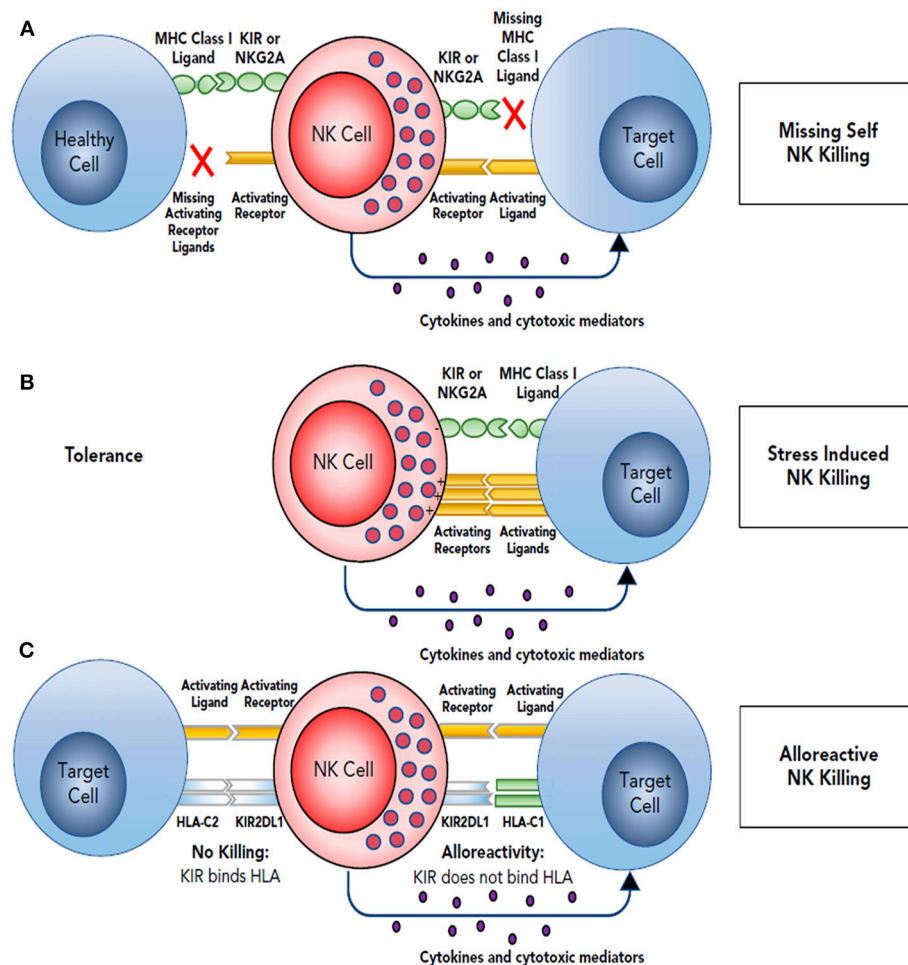 A
MHC Class I
Ligand
KIR or
NKG2A
KIR or
NKG2A
Missing
MHC
Class I
Ligand
Healthy
Cell
NK Cell
Target
Cell
Missing Self
NK Killing
Missing
Activating
Receptor
Ligands
Activating
Receptor
Activating
Receptor
Activating
Ligand
Cytokines and cytotoxic mediators
B
KIR or
NKG2A
MHC Class I
Ligand
Tolerance
NK Cell
-
+
+
+
Target
Cell
Stress Induced
NK Killing
Activating
Receptors
Activating
Ligands
Cytokines and cytotoxic mediators
C
Activating
Ligand
Activating
Receptor
Activating
Receptor
Activating
Ligand
Target
Cell
NK Cell
Target
Cell
Alloreactive
NK Killing
HLA-C2
KIR2DL1
KIR2DL1
HLA-C1
No Killing:
KIR binds HLA
Alloreactivity:
KIR does not bind HLA
Cytokines and cytotoxic mediators